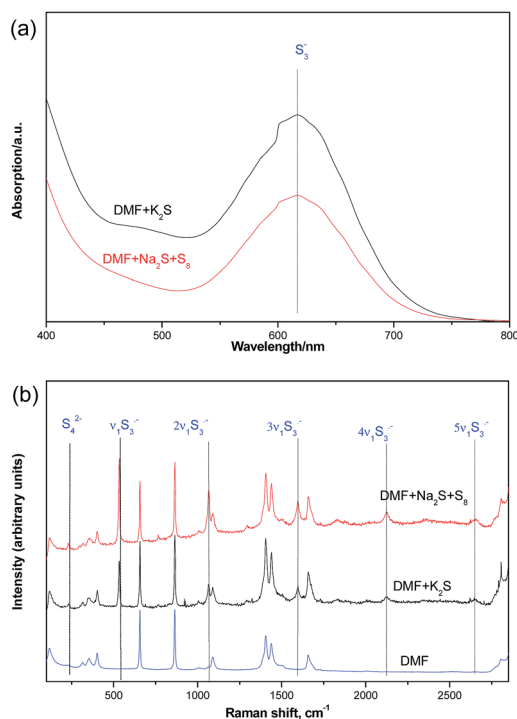 (a)
S₃⁻
Absorption/a.u.
DMF+K₂S
DMF+Na₂S+S₈
400 500 600 700 800
Wavelength/nm
(b)
S₄²⁻ ν₁S₃·⁻ 2ν₁S₃·⁻ 3ν₁S₃·⁻ 4ν₁S₃·⁻ 5ν₁S₃·⁻
Intensity (arbitrary units)
DMF+Na₂S+S₈
DMF+K₂S
DMF
500 1000 1500 2000 2500
Raman shift, cm⁻¹